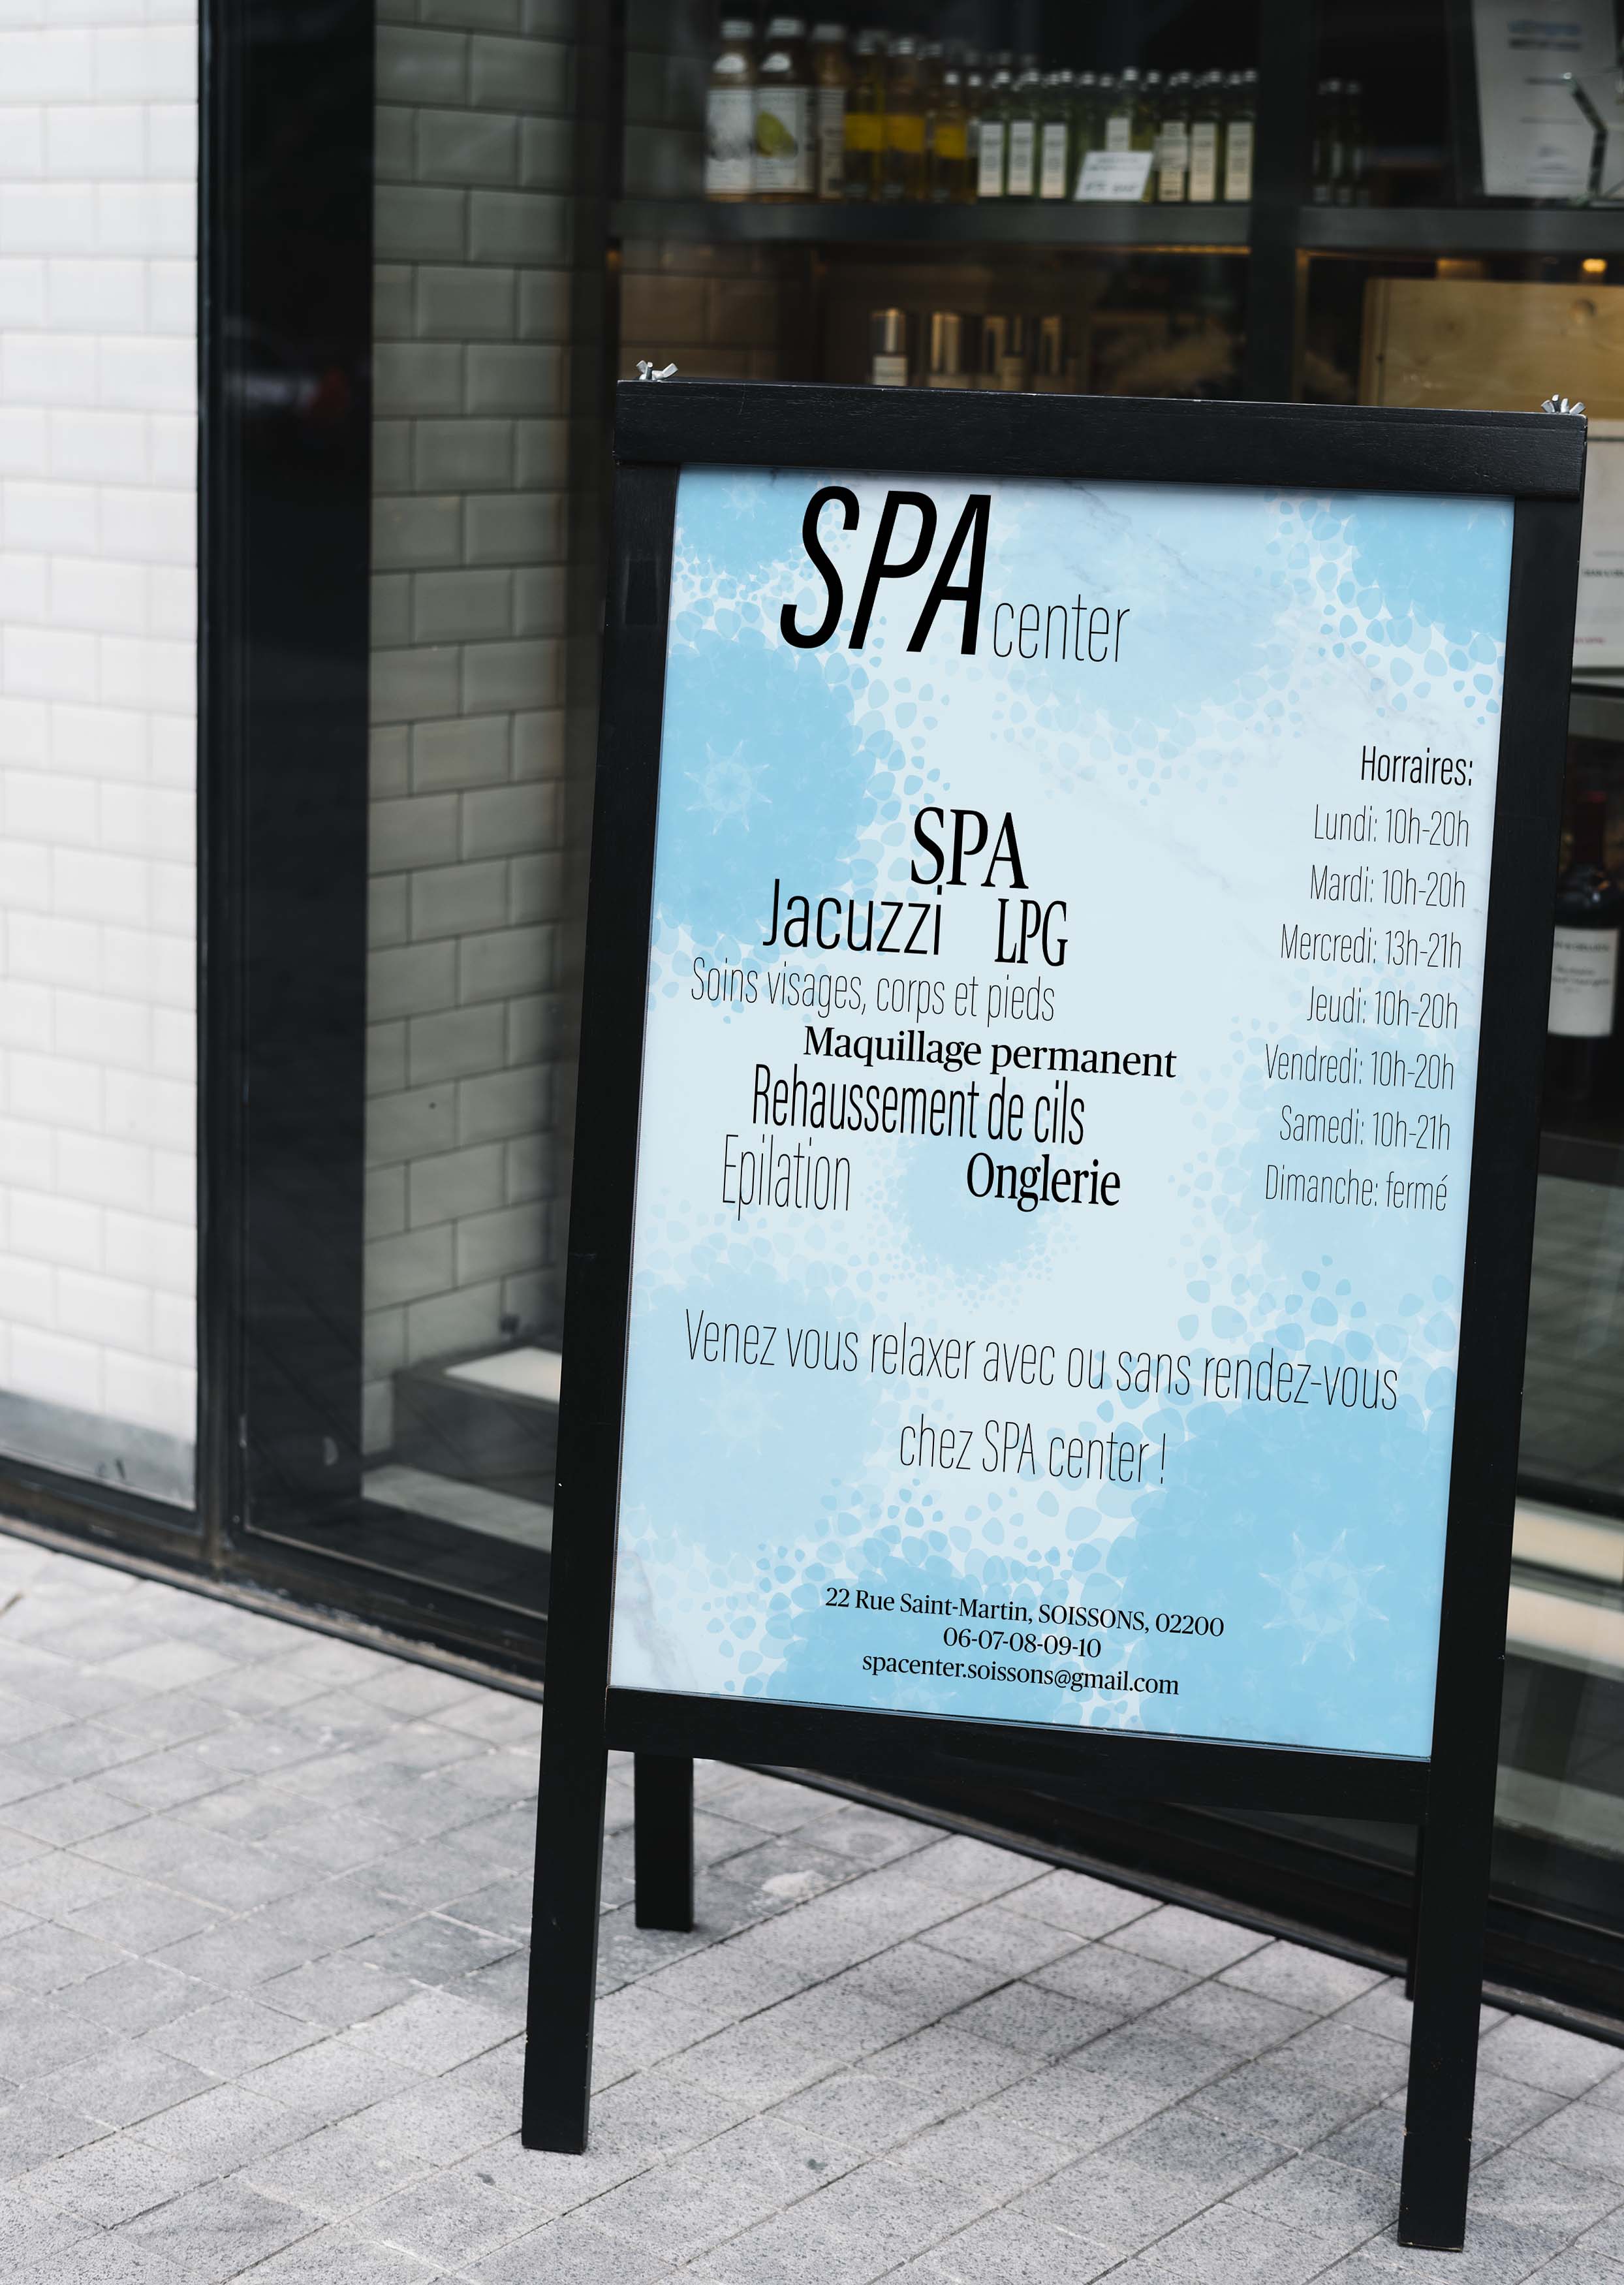 SPA center
SPA
Jacuzzi LPG
Soins visages, corps et pieds
Maquillage permanent
Rehaussement de cils
Epilation Onglerie
Horraires:
Lundi: 10h-20h
Mardi: 10h-20h
Mercredi: 13h-21h
Jeudi: 10h-20h
Vendredi: 10h-20h
Samedi: 10h-21h
Dimanche: fermé
Venez vous relaxer avec ou sans rendez-vous
chez SPA center !
22 Rue Saint-Martin, SOISSONS, 02200
06-07-08-09-10
spacenter.soissons@gmail.com